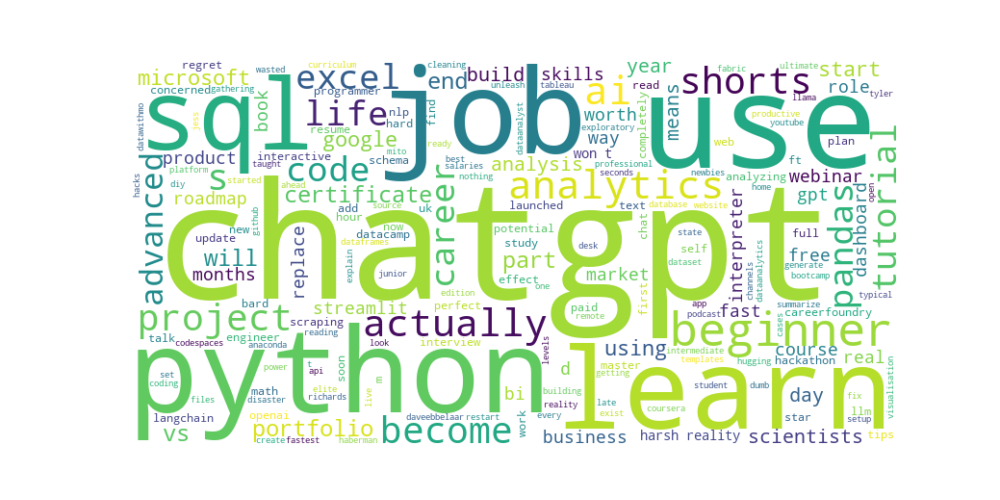 regret
wasted
curriculum
cleaning
fabric
ultimate
microsoft
excel
job
build
skills
year
shorts
start
concerned
gathering
programmer
unleash
tableau
read
llama
tyler
role
sql
life
nlp
hard
find
ai
use
means
book
jess
resume
exploratory
worth
completely
productive
youtube
datawithmo
google
dataanalyst
way
web
plan
product
interactive
schema
mito
ready
best
salaries
won t
newbies
platform
taught
code
nothing
analysis
professional
seconds
analyzing
ft
webinar
hacks
diy
started
ahead
s
certificate
career
analytics
home
gpt
open
pandas
tutorial
advanced
roadmap
add
uk
launched
text
chat
database
website
hour
source
new
github
now
datacamp
potential
state
full
dashboard
update
replace
explain
dataframes
chatgpt
study
self
desk
interpreter
channels
dataanalytics
free
will
junior
part
effect
one
market
dataset
generate
bootcamp
months
first
summarize
typical
bard
streamlit
perfect
edition
paid
remote
app
podcast
fast
cases
careerfoundry
project
scraping
actually
beginner
talk
engineer
reading
soon
look
interview
d
using
intermediate
course
real
codespaces
anaconda
t
api
levels
master
hugging
hackathon
visualisation
python
learn
set
coding
power
math
elite
m
live
bi
building
getting
templates
student
dumb
day
llm
fix
setup
files
disaster
richards
reality
late
exist
coursera
star
langchain
openai
portfolio
daveebbelaar
restart
every
work
vs
create
fastest
haberman
become
business
harsh reality
scientists
tips